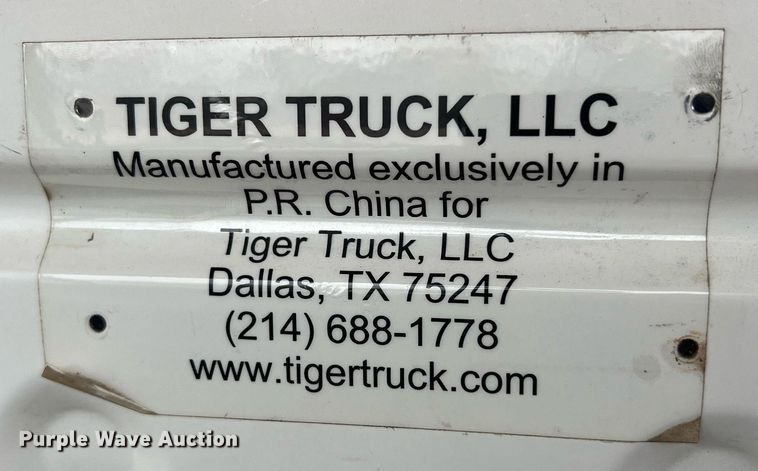 TIGER TRUCK, LLC
Manufactured exclusively in
P.R. China for
Tiger Truck, LLC
Dallas, TX 75247
(214) 688-1778
www.tigertruck.com
Purple Wave Auction